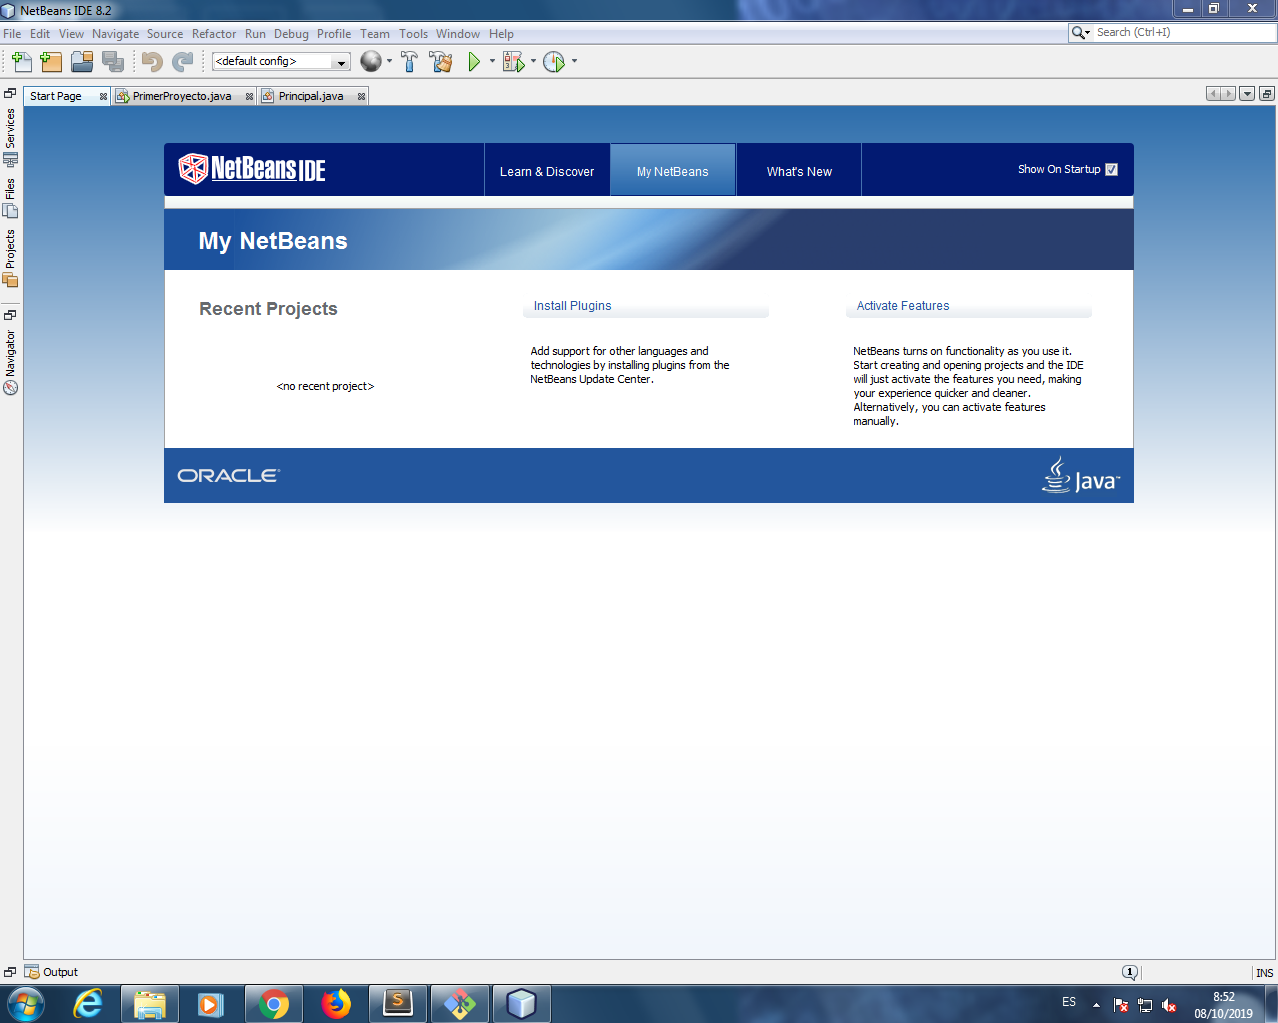 NetBeans IDE 8.2
File Edit View Navigate Source Refactor Run Debug Profile Team Tools Window Help
Search (Ctrl+I)
<default config>
Start Page
PrimerProyecto.java
Principal.java
Services
Files
Projects
Navigator
NetBeans IDE
Learn & Discover
My NetBeans
What's New
Show On Startup
My NetBeans
Recent Projects
<no recent project>
Install Plugins
Add support for other languages and
technologies by installing plugins from the
NetBeans Update Center.
Activate Features
NetBeans turns on functionality as you use it.
Start creating and opening projects and the IDE
will just activate the features you need, making
your experience quicker and cleaner.
Alternatively, you can activate features
manually.
ORACLE
Java
Output
1
INS
ES
8:52
08/10/2019